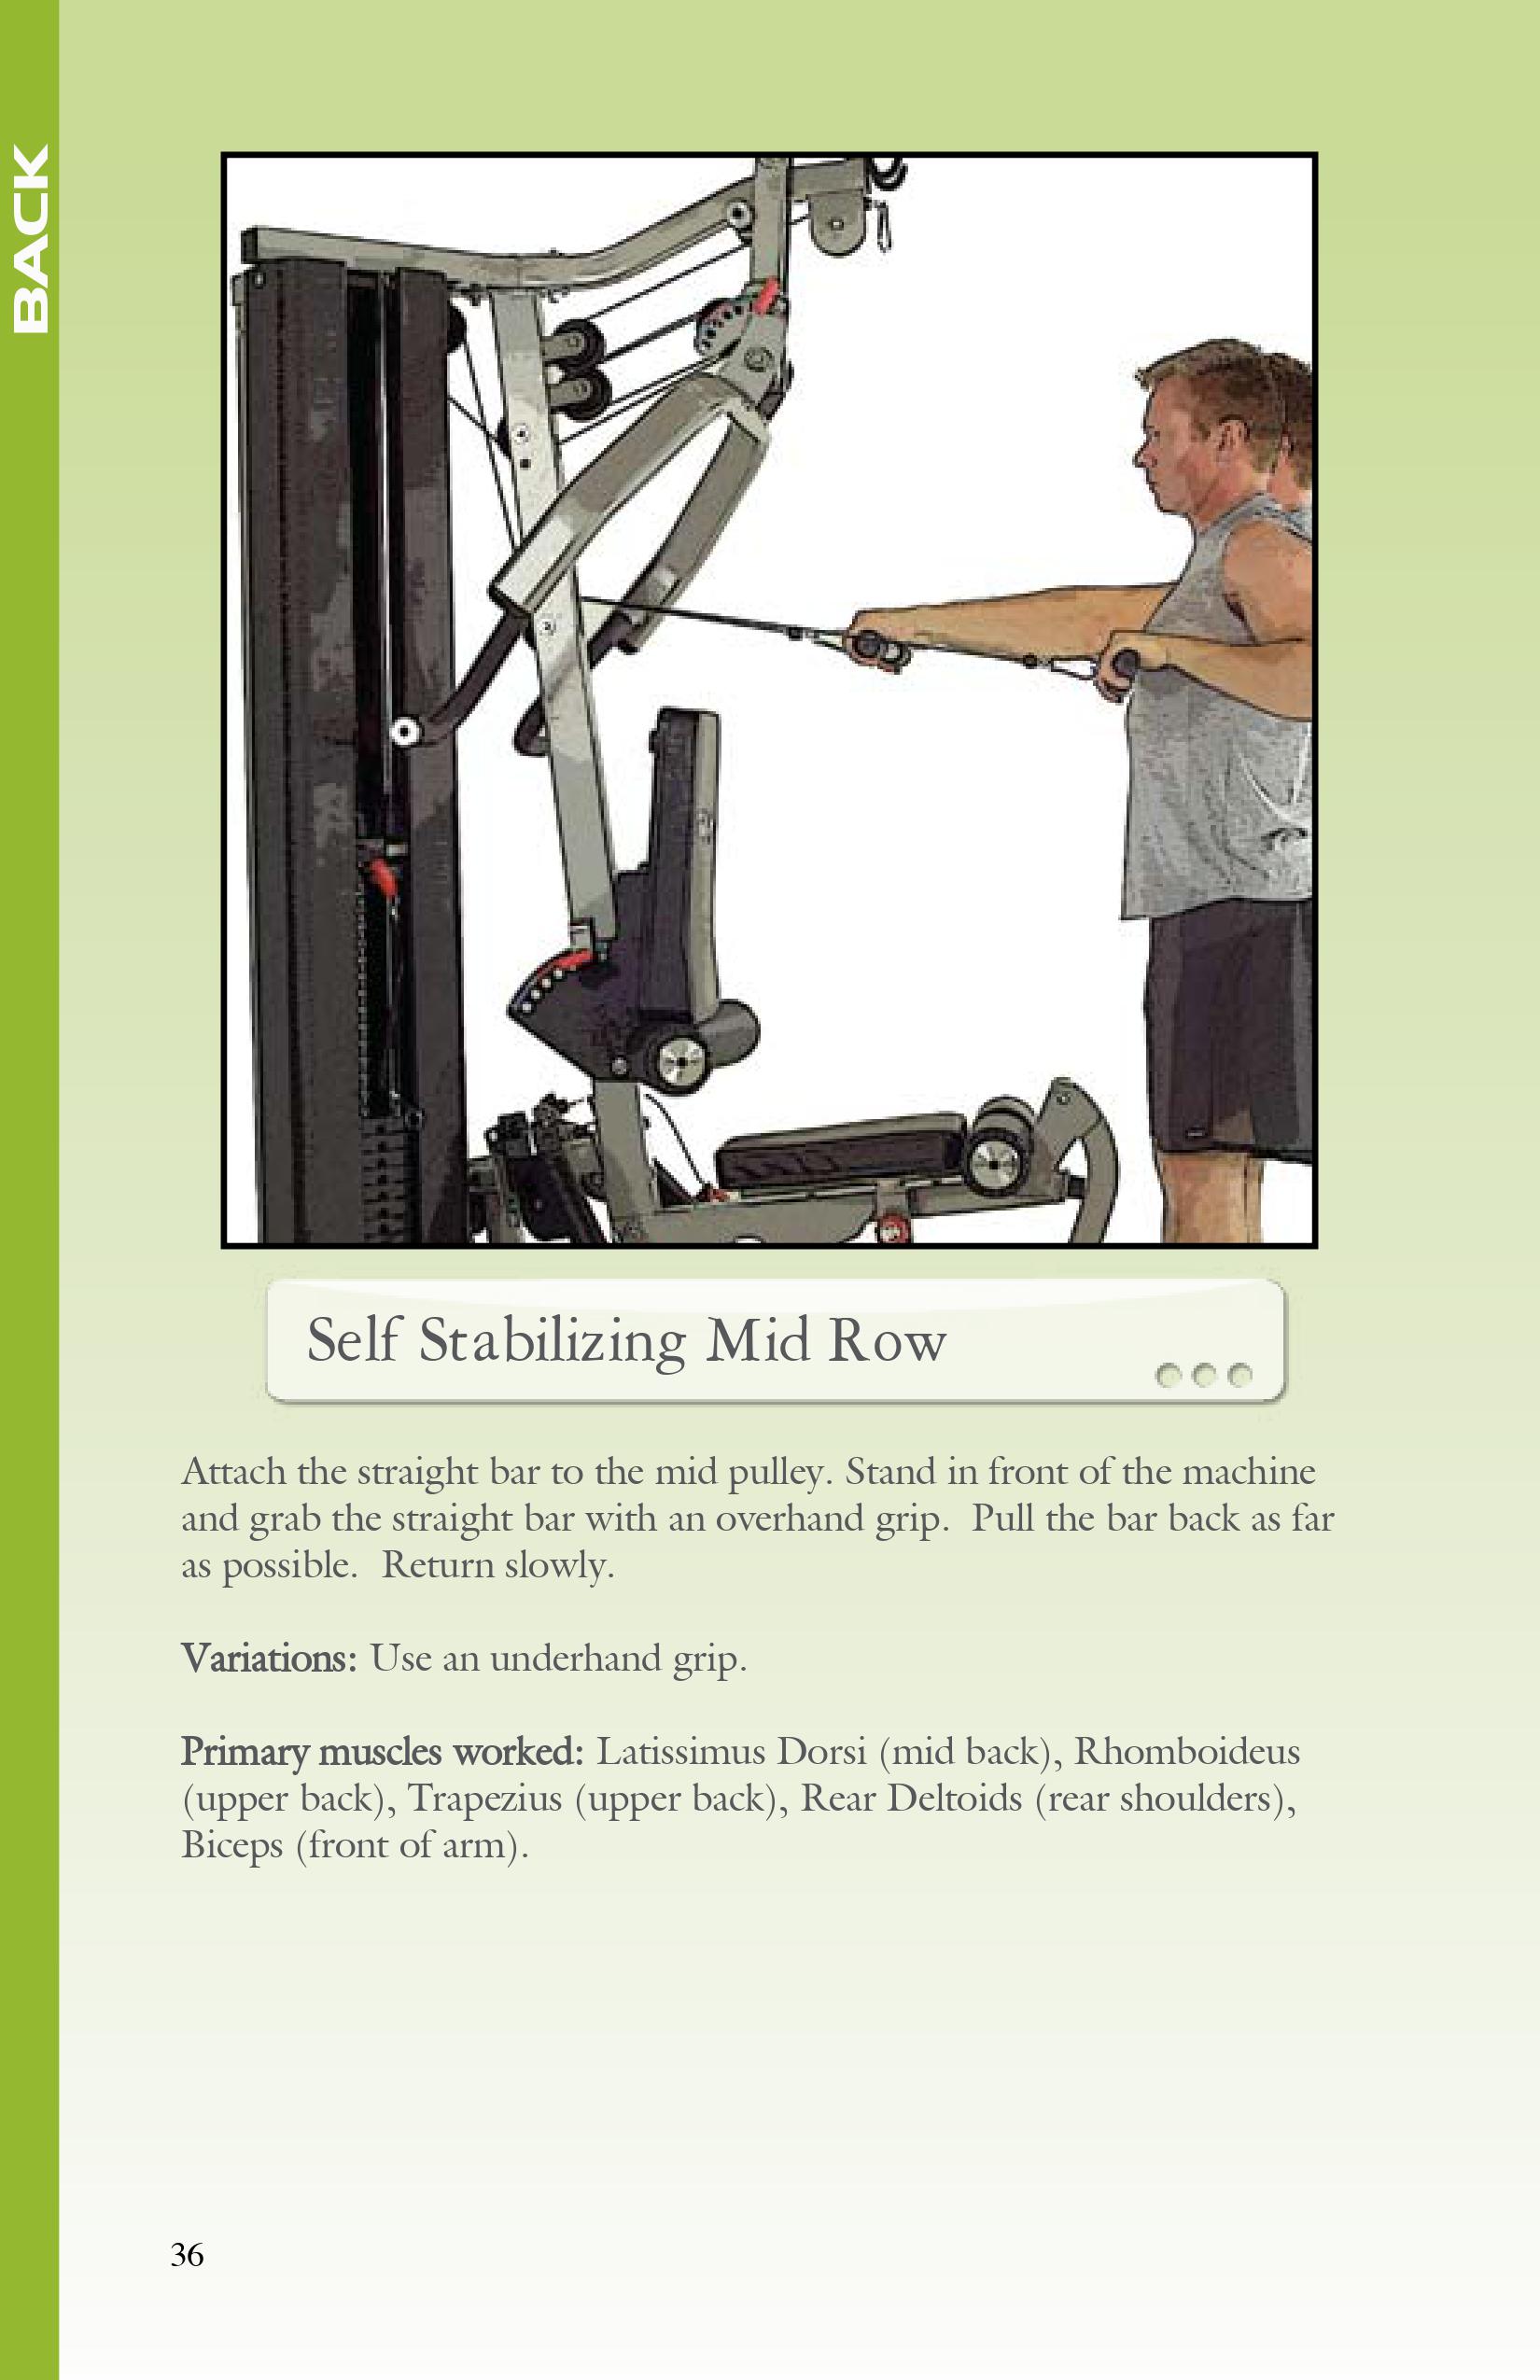 BACK
Self Stabilizing Mid Row
Attach the straight bar to the mid pulley. Stand in front of the machine
and grab the straight bar with an overhand grip.  Pull the bar back as far
as possible.  Return slowly.
Variations: Use an underhand grip.
Primary muscles worked: Latissimus Dorsi (mid back), Rhomboideus
(upper back), Trapezius (upper back), Rear Deltoids (rear shoulders),
Biceps (front of arm).
36